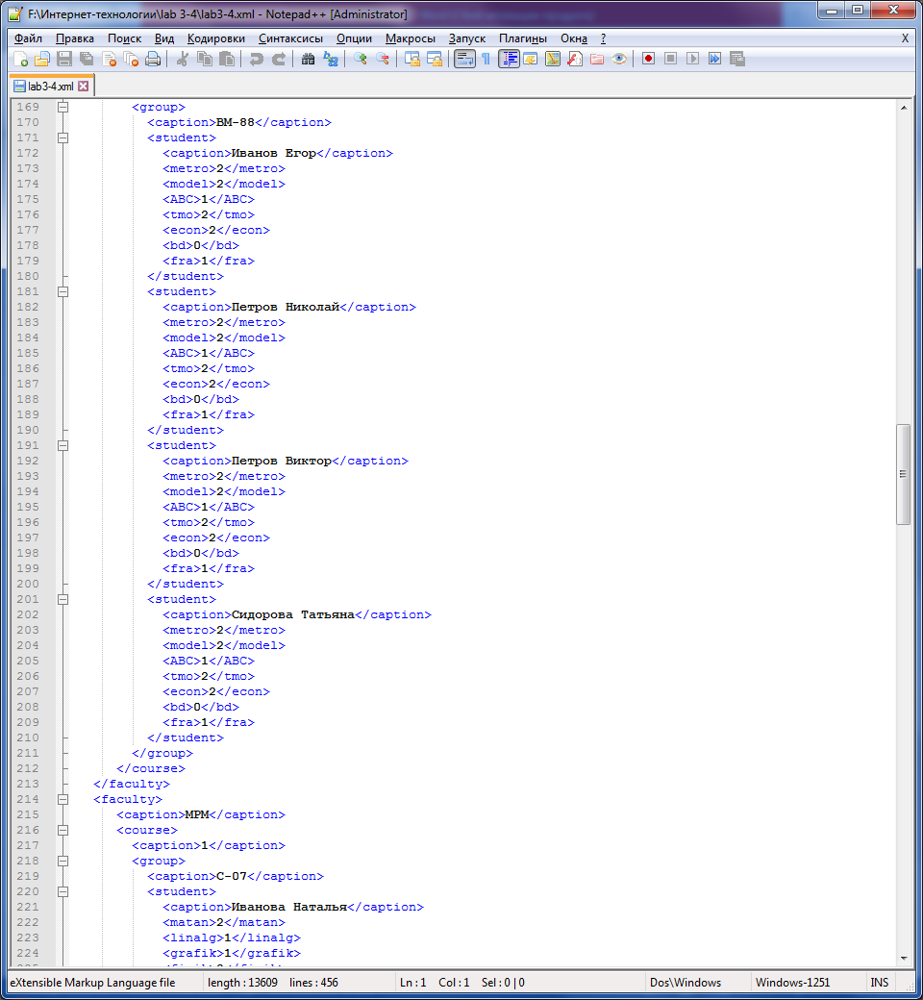 F:\Интернет-технологии\lab 3-4\lab3-4.xml - Notepad++ [Administrator]
Файл Правка Поиск Вид Кодировки Синтаксисы Опции Макросы Запуск Плагины Окна ? X
lab3-4.xml
169 <group>
170 <caption>ВМ-88</caption>
171 <student>
172 <caption>Иванов Егор</caption>
173 <metro>2</metro>
174 <model>2</model>
175 <ABC>1</ABC>
176 <tmo>2</tmo>
177 <econ>2</econ>
178 <bd>0</bd>
179 <fra>1</fra>
180 </student>
181 <student>
182 <caption>Петров Николай</caption>
183 <metro>2</metro>
184 <model>2</model>
185 <ABC>1</ABC>
186 <tmo>2</tmo>
187 <econ>2</econ>
188 <bd>0</bd>
189 <fra>1</fra>
190 </student>
191 <student>
192 <caption>Петров Виктор</caption>
193 <metro>2</metro>
194 <model>2</model>
195 <ABC>1</ABC>
196 <tmo>2</tmo>
197 <econ>2</econ>
198 <bd>0</bd>
199 <fra>1</fra>
200 </student>
201 <student>
202 <caption>Сидорова Татьяна</caption>
203 <metro>2</metro>
204 <model>2</model>
205 <ABC>1</ABC>
206 <tmo>2</tmo>
207 <econ>2</econ>
208 <bd>0</bd>
209 <fra>1</fra>
210 </student>
211 </group>
212 </course>
213 </faculty>
214 <faculty>
215 <caption>МРМ</caption>
216 <course>
217 <caption>1</caption>
218 <group>
219 <caption>С-07</caption>
220 <student>
221 <caption>Иванова Наталья</caption>
222 <matan>2</matan>
223 <linalg>1</linalg>
224 <grafik>1</grafik>
eXtensible Markup Language file length : 13609 lines : 456 Ln : 1 Col : 1 Sel : 0 | 0 Dos\Windows Windows-1251 INS